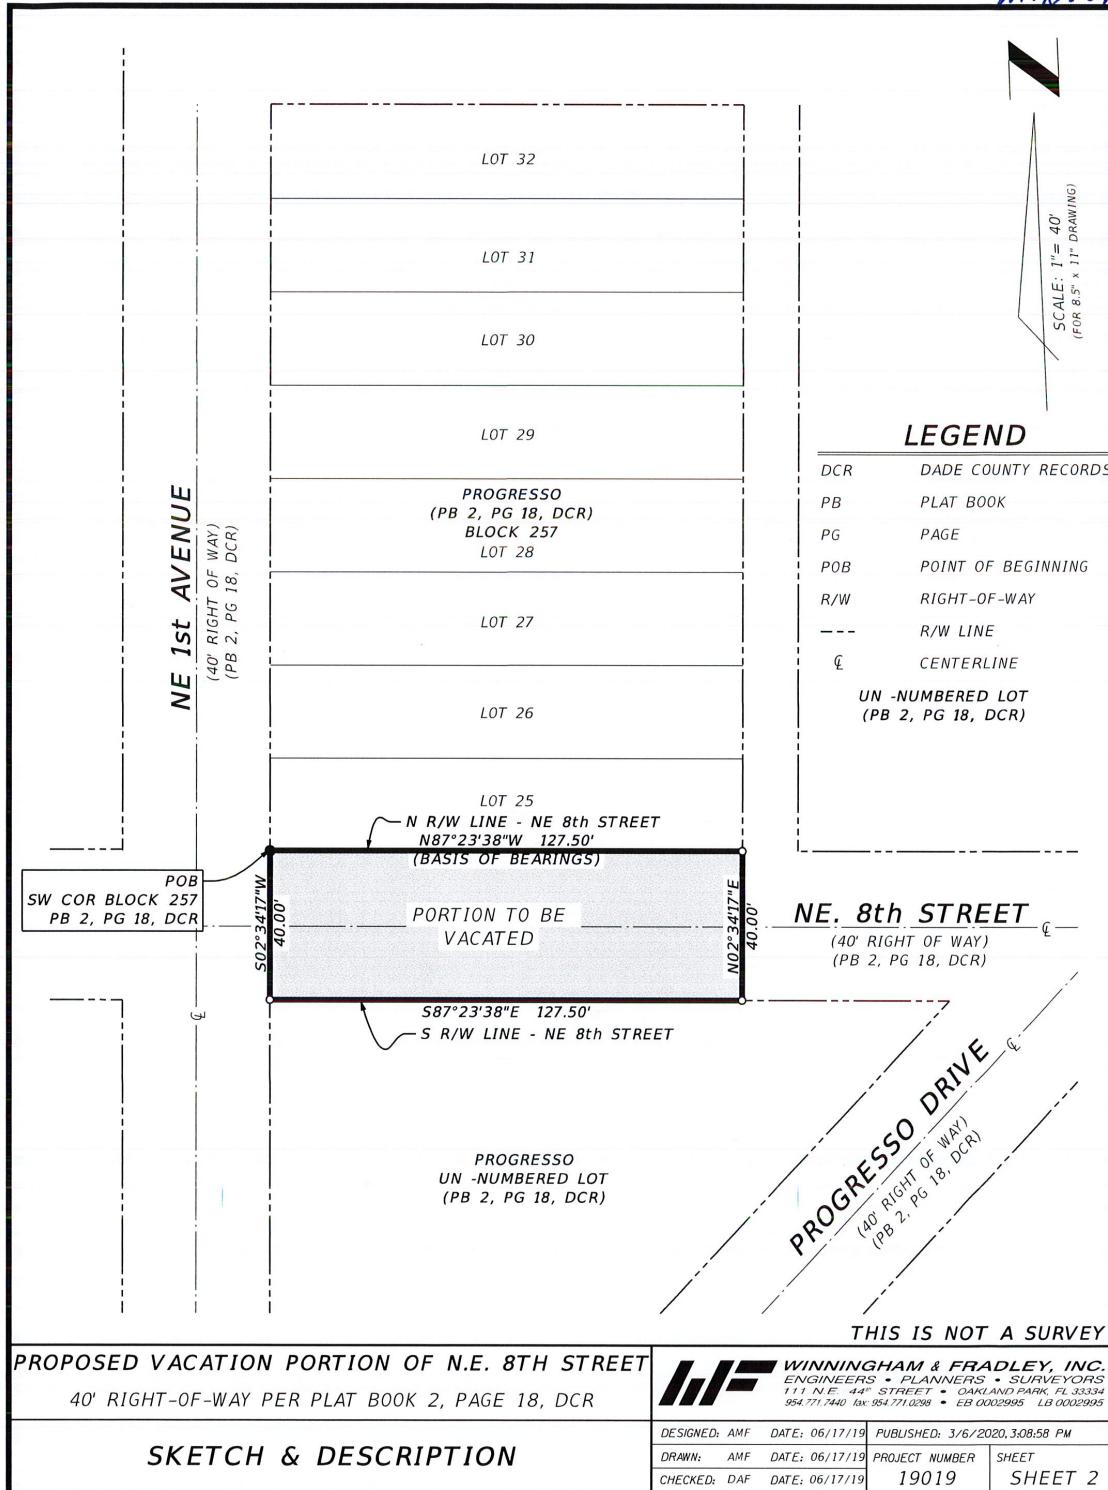 N
SCALE: 1"= 40'
(FOR 8.5" x 11" DRAWING)
LOT 32
LOT 31
LOT 30
LOT 29
PROGRESSO
(PB 2, PG 18, DCR)
BLOCK 257
LOT 28
LOT 27
LOT 26
LOT 25
NE 1st AVENUE
(40' RIGHT OF WAY)
(PB 2, PG 18, DCR)
LEGEND
DCR DADE COUNTY RECORDS
PB PLAT BOOK
PG PAGE
POB POINT OF BEGINNING
R/W RIGHT-OF-WAY
--- R/W LINE
℄ CENTERLINE
UN -NUMBERED LOT
(PB 2, PG 18, DCR)
N R/W LINE - NE 8th STREET
N87°23'38"W 127.50'
(BASIS OF BEARINGS)
POB
SW COR BLOCK 257
PB 2, PG 18, DCR
S02°34'17"W
40.00'
PORTION TO BE
VACATED
N02°34'17"E
40.00'
NE. 8th STREET
℄
(40' RIGHT OF WAY)
(PB 2, PG 18, DCR)
℄
S87°23'38"E 127.50'
S R/W LINE - NE 8th STREET
PROGRESSO DRIVE
℄
(40' RIGHT OF WAY)
(PB 2, PG 18, DCR)
PROGRESSO
UN -NUMBERED LOT
(PB 2, PG 18, DCR)
THIS IS NOT A SURVEY
PROPOSED VACATION PORTION OF N.E. 8TH STREET
40' RIGHT-OF-WAY PER PLAT BOOK 2, PAGE 18, DCR
SKETCH & DESCRIPTION
WF
WINNINGHAM & FRADLEY, INC.
ENGINEERS • PLANNERS • SURVEYORS
111 N.E. 44th STREET • OAKLAND PARK, FL 33334
954.771.7440 fax: 954.771.0298 • EB 0002995 LB 0002995
DESIGNED: AMF DATE: 06/17/19 PUBLISHED: 3/6/2020, 3:08:58 PM
DRAWN: AMF DATE: 06/17/19 PROJECT NUMBER SHEET
CHECKED: DAF DATE: 06/17/19 19019 SHEET 2